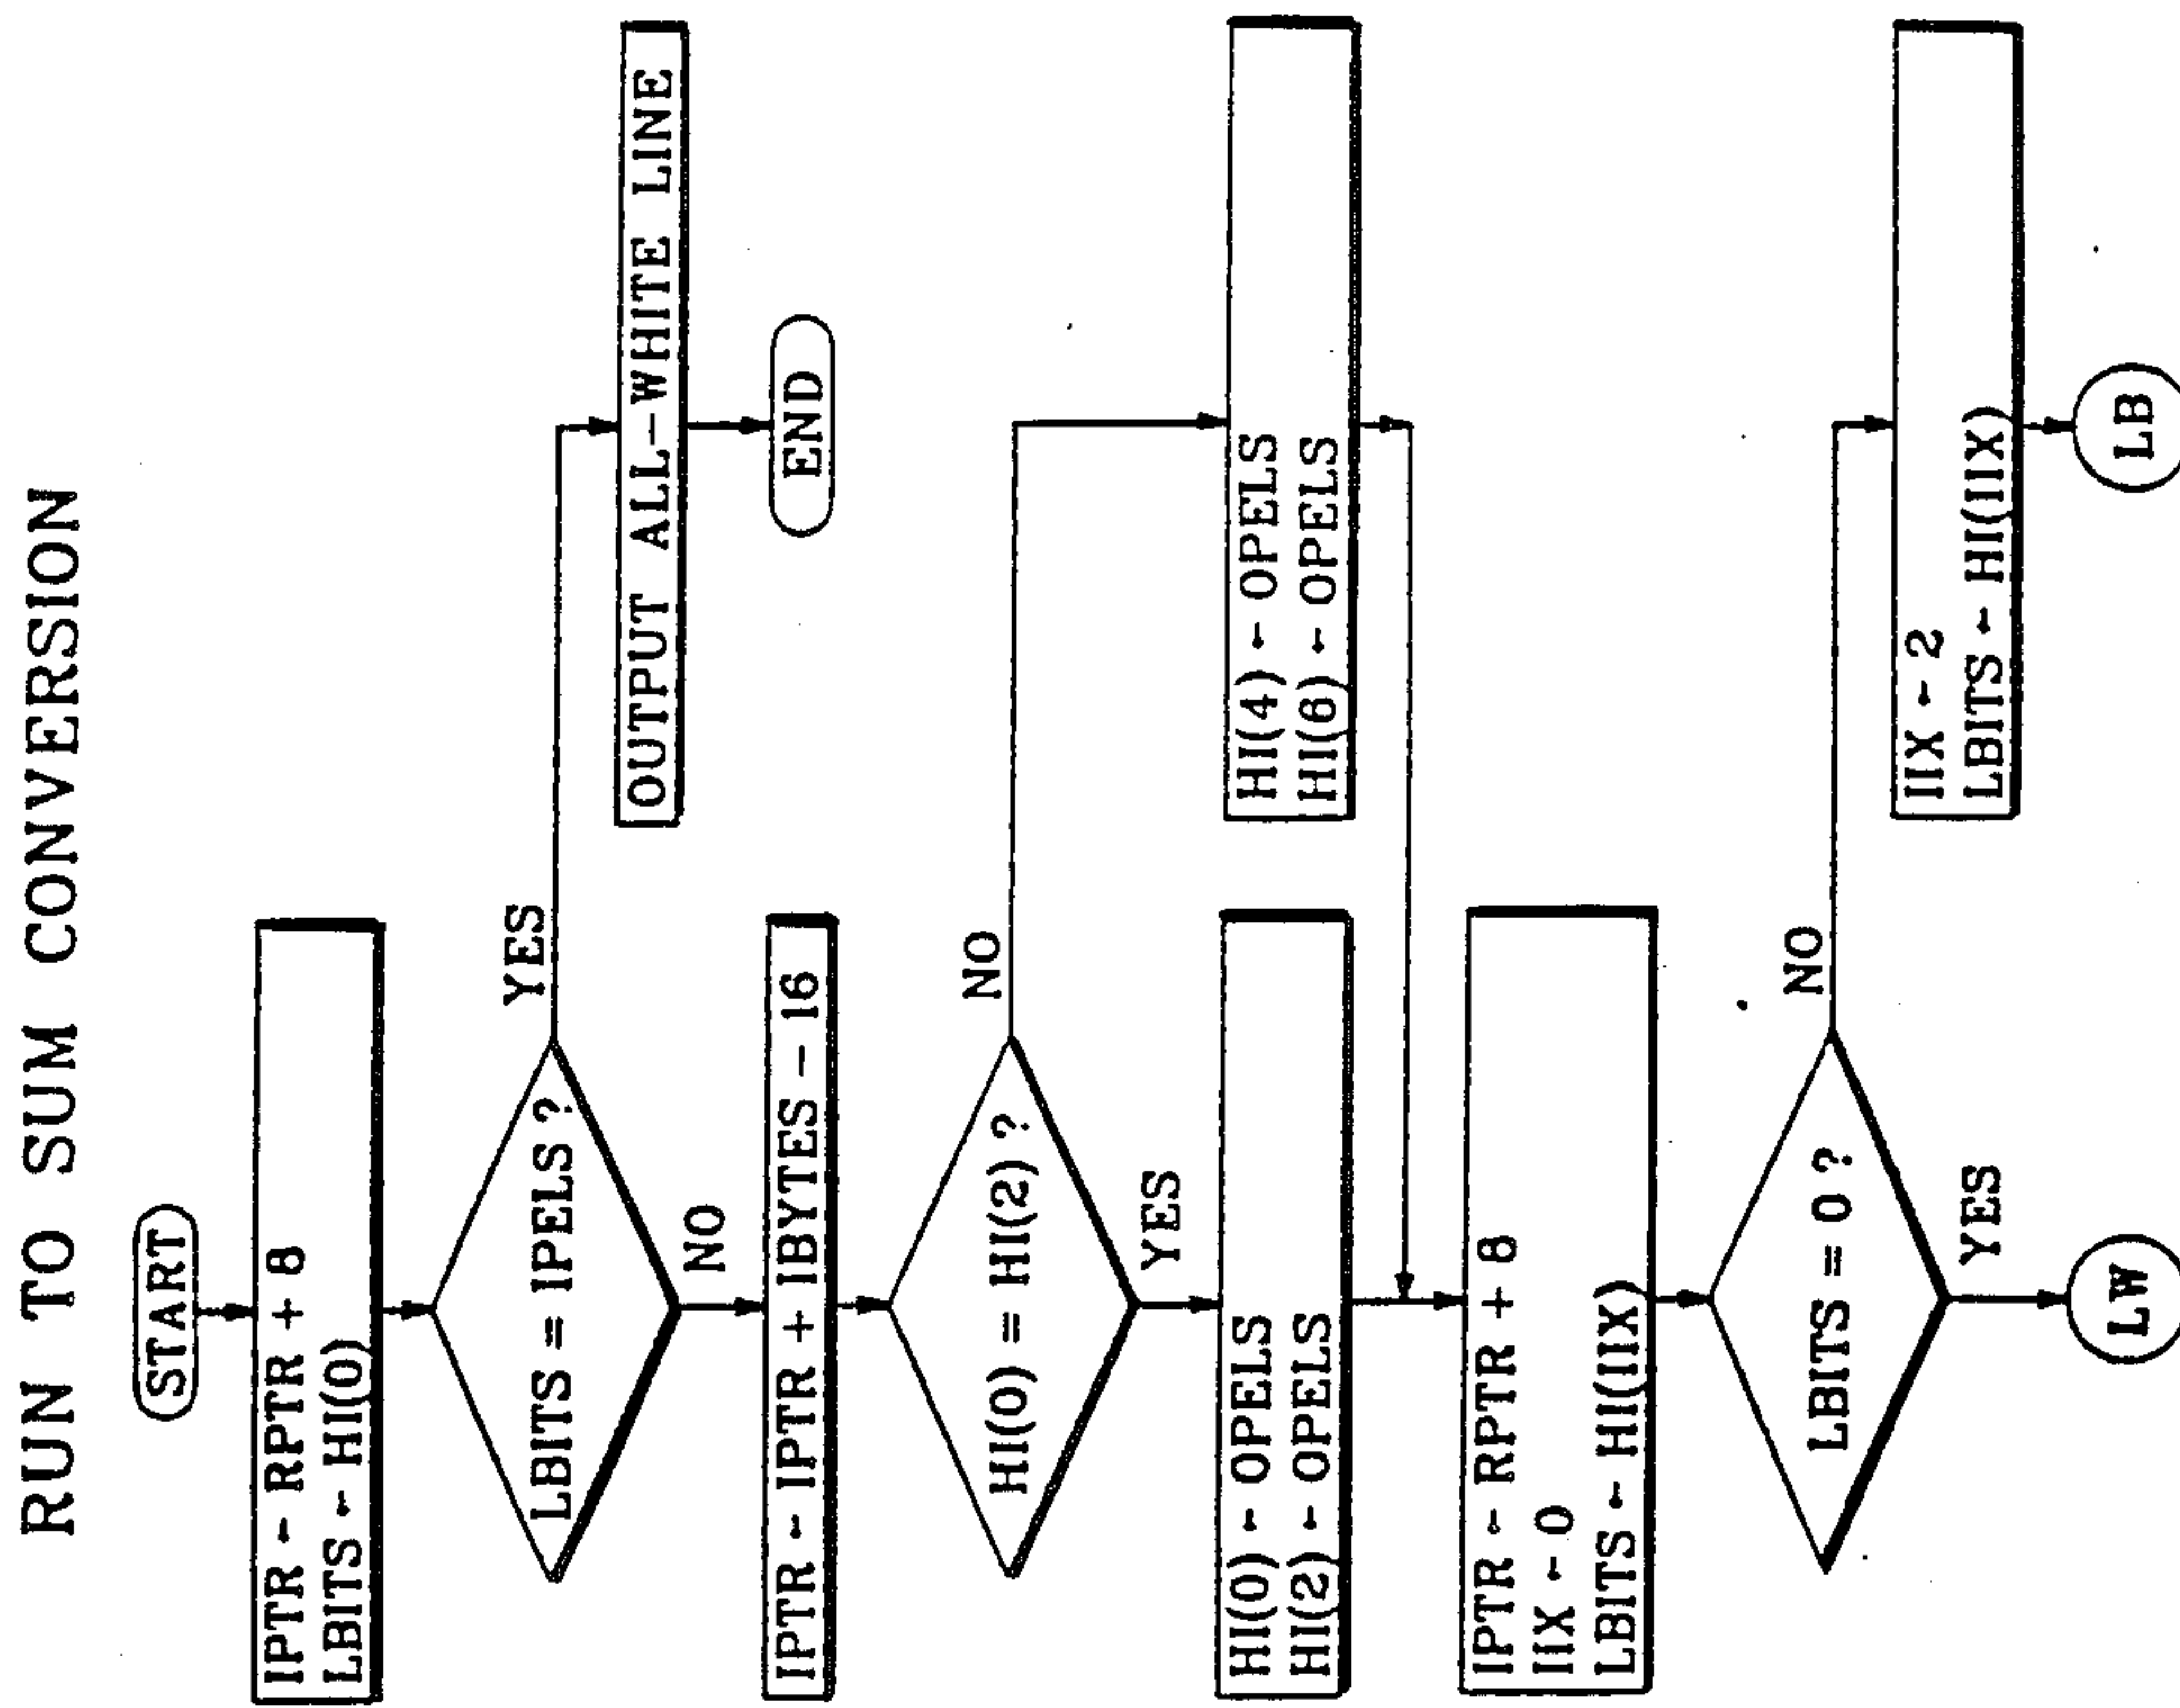 RUN TO SUM CONVERSION
START
IPTR ← RPTR + 8
LBITS ← HI(0)
LBITS = IPELS ?
YES
OUTPUT ALL-WHITE LINE
END
NO
IPTR ← IPTR + IBYTES - 16
HI(0) = HI(2) ?
NO
YES
HI(0) ← OPELS
HI(2) ← OPELS
HI(4) ← OPELS
HI(6) ← OPELS
IPTR ← RPTR + 8
IIX ← 0
LBITS ← HI(IIX)
LBITS = 0 ?
NO
YES
IIX ← 2
LBITS ← HI(IIX)
LW
LB